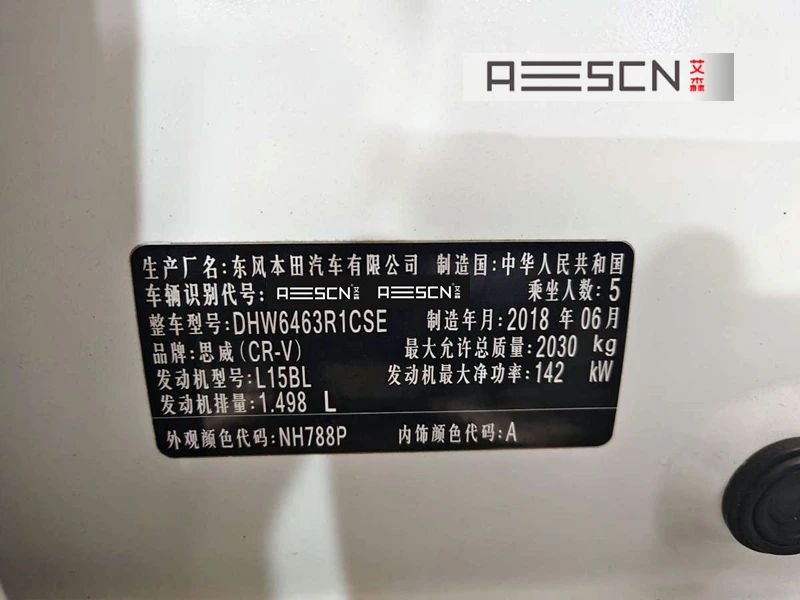 AESCN 艾杰森
生产厂名:东风本田汽车有限公司 制造国:中华人民共和国
车辆识别代号: AESCN AESCN 乘坐人数:5
整车型号:DHW6463R1CSE 制造年月:2018 年 06月
品牌:思威(CR-V) 最大允许总质量:2030 kg
发动机型号:L15BL 发动机最大净功率:142 kW
发动机排量:1.498 L
外观颜色代码:NH788P 内饰颜色代码:A